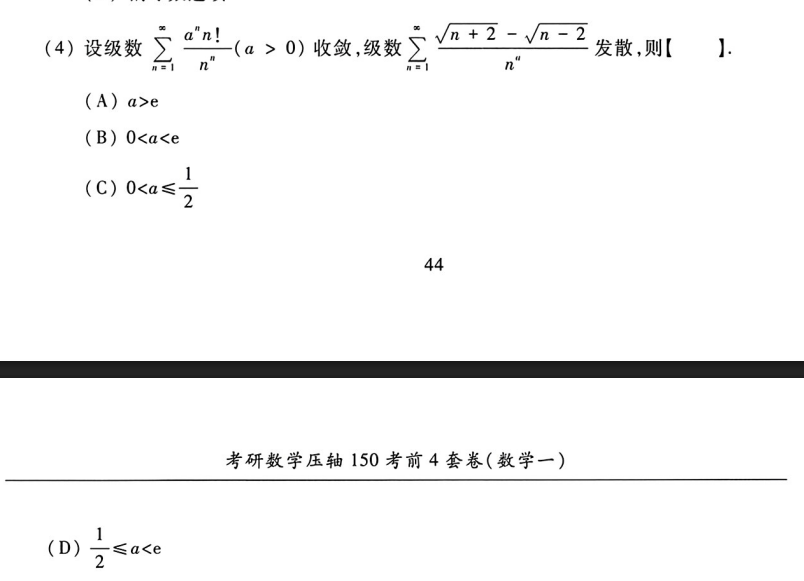 (4) 设级数 $\sum_{n=1}^{\infty} \frac{a^n n!}{n^n}$ (a > 0) 收敛,级数 $\sum_{n=1}^{\infty} \frac{\sqrt{n+2} - \sqrt{n-2}}{n^a}$ 发散,则【 】.
(A) a>e
(B) 0<a<e
(C) 0<a≤$\frac{1}{2}$
44
考研数学压轴 150 考前 4 套卷(数学一)
(D) $\frac{1}{2}$≤a<e